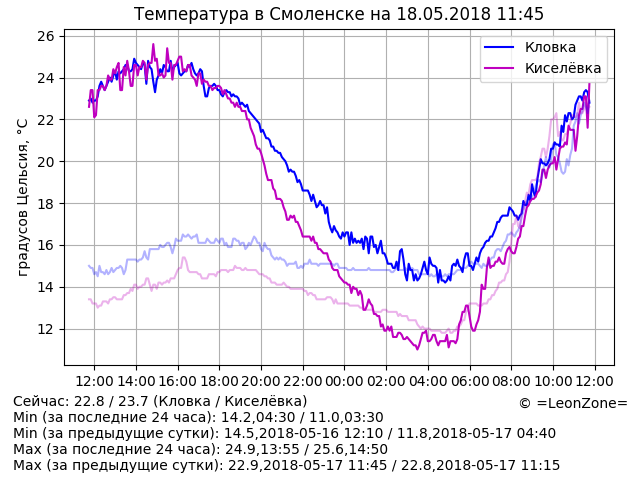 Температура в Смоленске на 18.05.2018 11:45
градусов Цельсия, °C
26
24
22
20
18
16
14
12
Кловка
Киселёвка
12:00 14:00 16:00 18:00 20:00 22:00 00:00 02:00 04:00 06:00 08:00 10:00 12:00
Сейчас: 22.8 / 23.7 (Кловка / Киселёвка)
© =LeonZone=
Min (за последние 24 часа): 14.2,04:30 / 11.0,03:30
Min (за предыдущие сутки): 14.5,2018-05-16 12:10 / 11.8,2018-05-17 04:40
Max (за последние 24 часа): 24.9,13:55 / 25.6,14:50
Max (за предыдущие сутки): 22.9,2018-05-17 11:45 / 22.8,2018-05-17 11:15